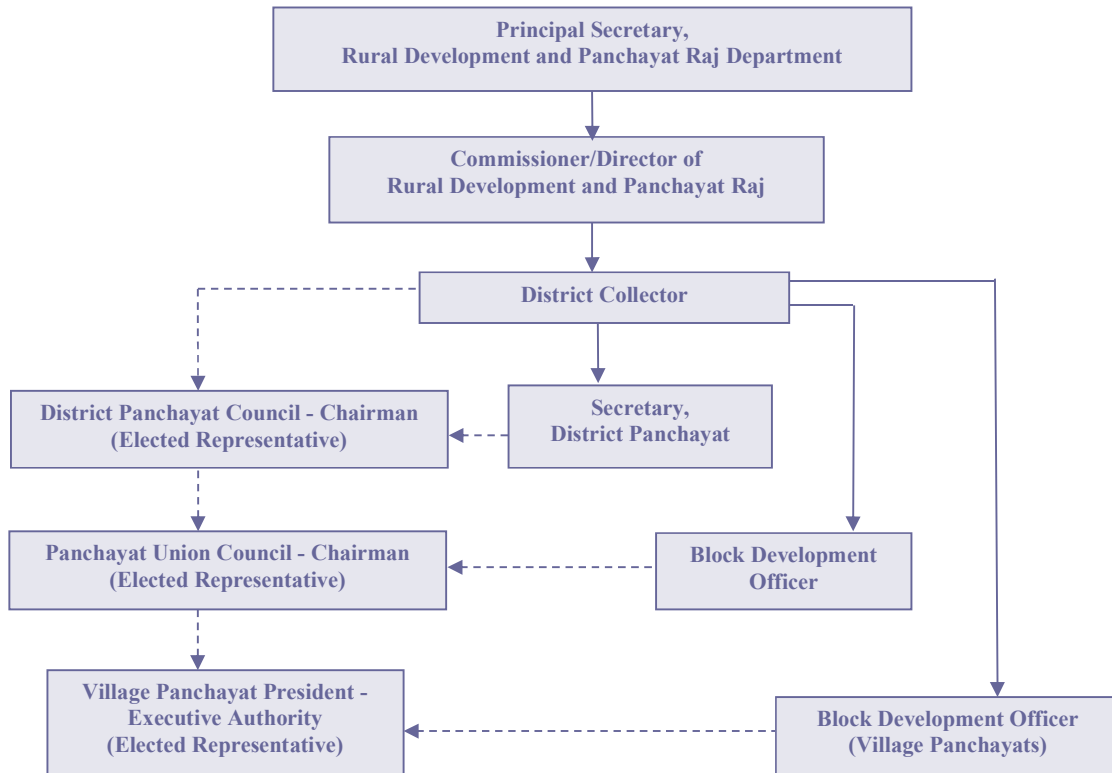 Principal Secretary,
Rural Development and Panchayat Raj Department
Commissioner/Director of
Rural Development and Panchayat Raj
District Collector
District Panchayat Council - Chairman
(Elected Representative)
Secretary,
District Panchayat
Panchayat Union Council - Chairman
(Elected Representative)
Block Development
Officer
Village Panchayat President -
Executive Authority
(Elected Representative)
Block Development Officer
(Village Panchayats)